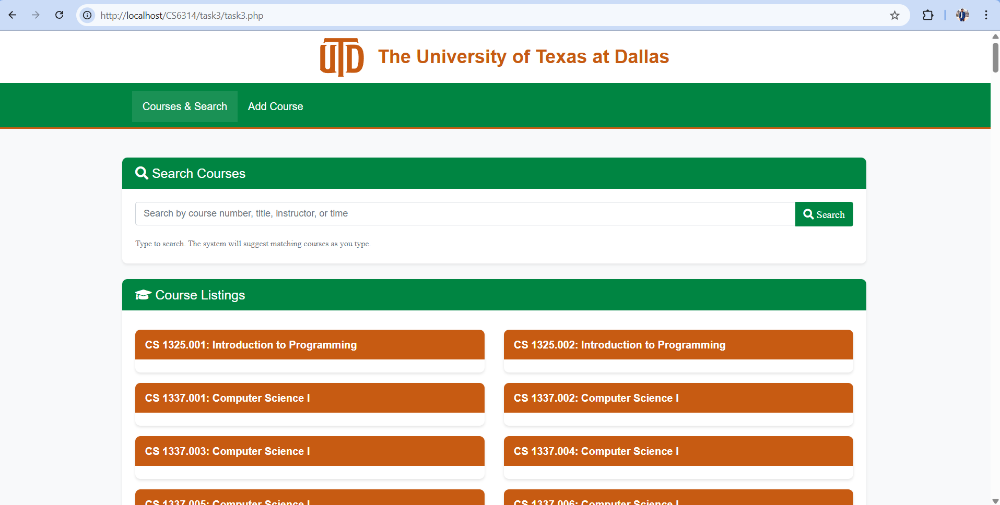 http://localhost/CS6314/task3/task3.php
UTD
The University of Texas at Dallas
Courses & Search
Add Course
Search Courses
Search by course number, title, instructor, or time
Search
Type to search. The system will suggest matching courses as you type.
Course Listings
CS 1325.001: Introduction to Programming
CS 1325.002: Introduction to Programming
CS 1337.001: Computer Science I
CS 1337.002: Computer Science I
CS 1337.003: Computer Science I
CS 1337.004: Computer Science I
CS 1337.005: Computer Science I
CS 1337.006: Computer Science I